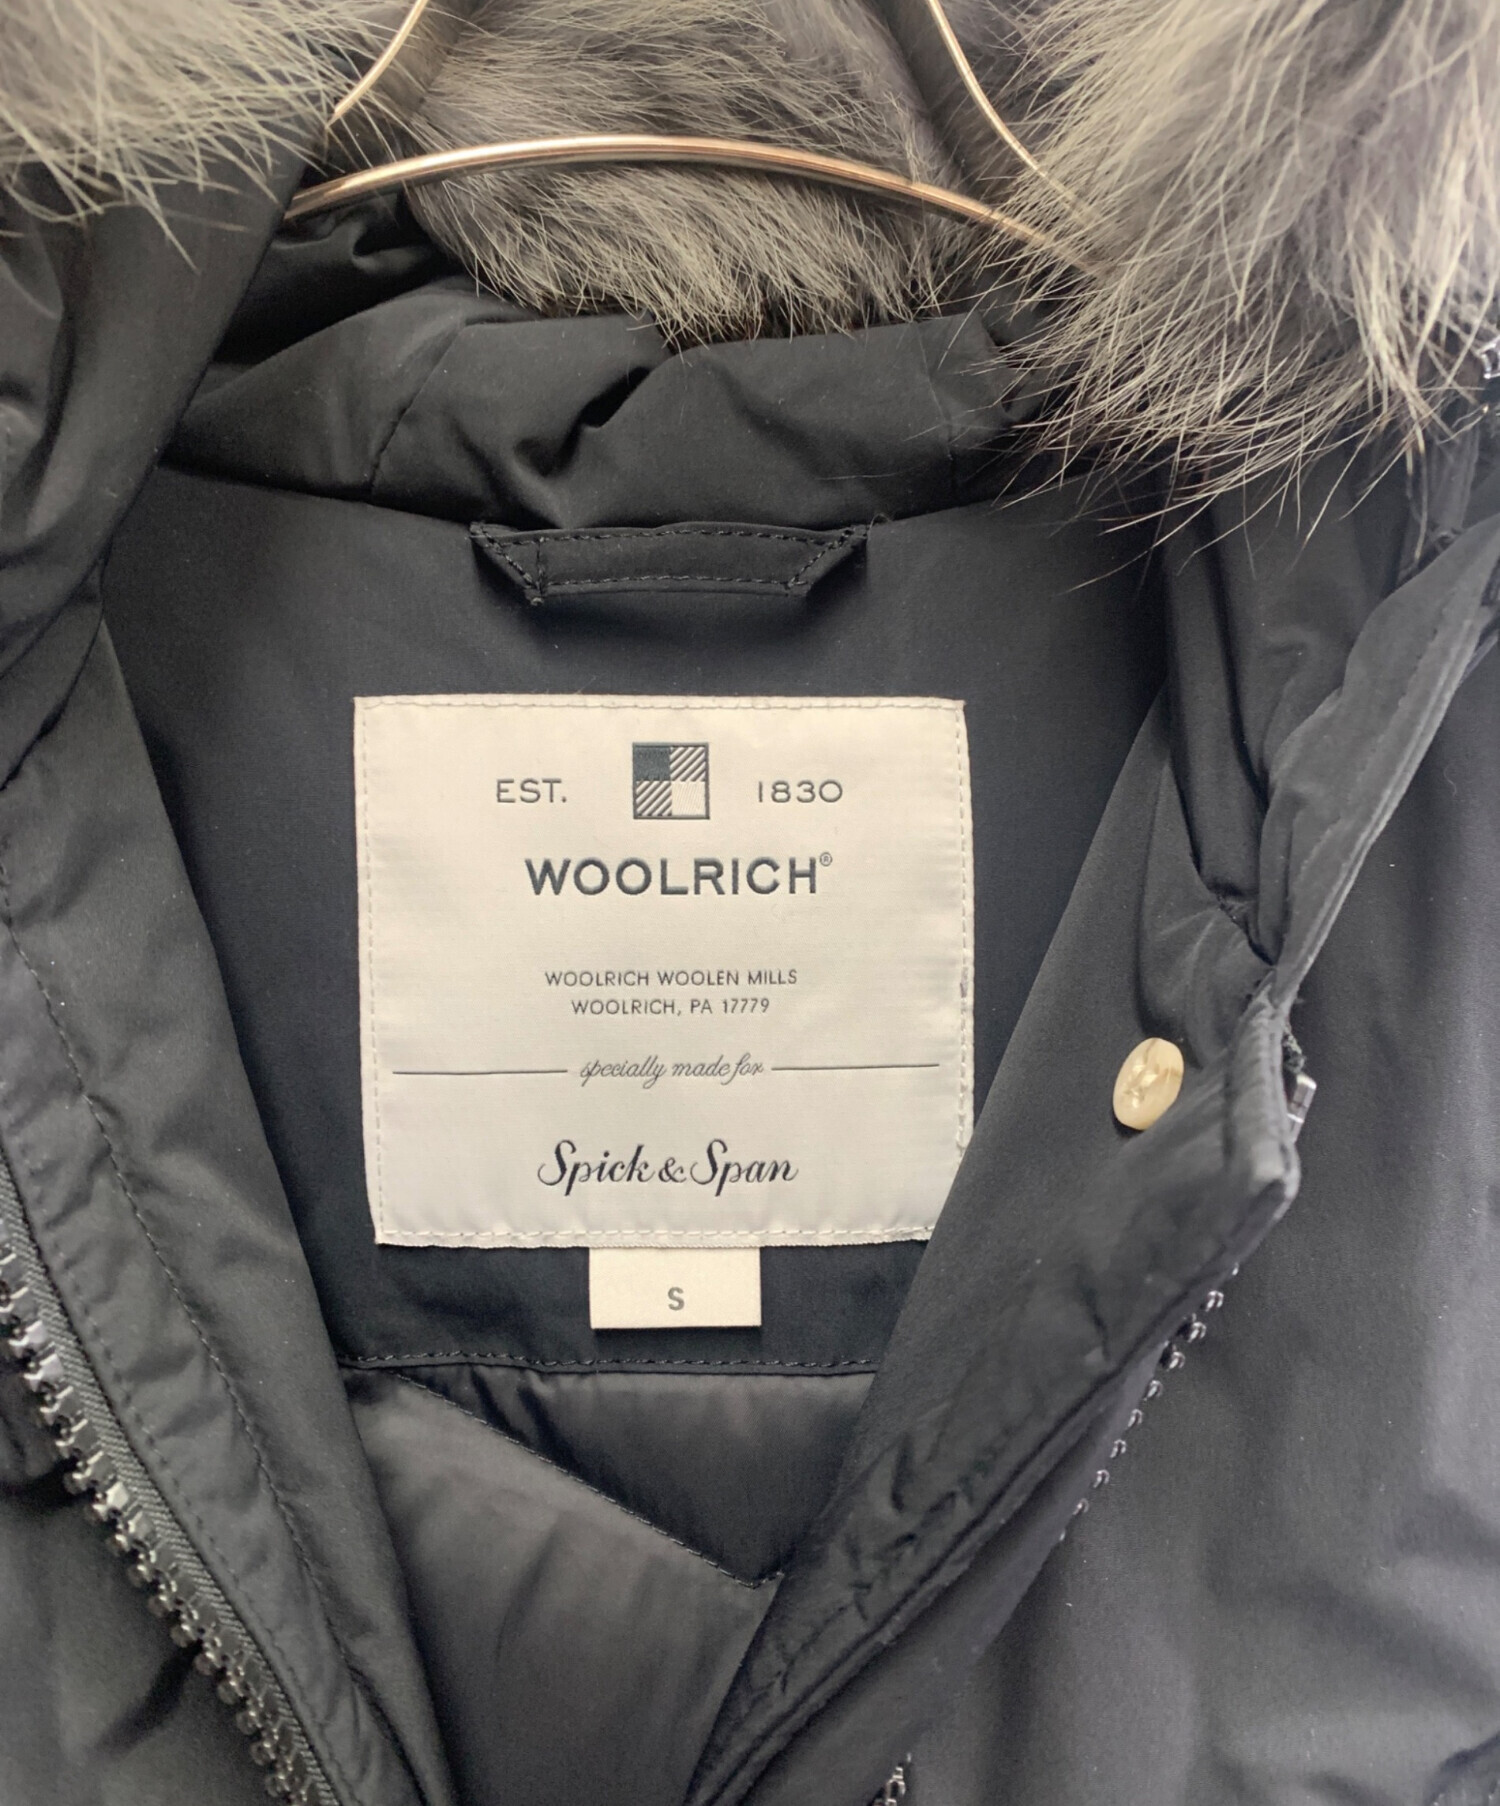 EST. 1830
WOOLRICH®
WOOLRICH WOOLEN MILLS
WOOLRICH, PA 17779
specially made for
Spick & Span
S